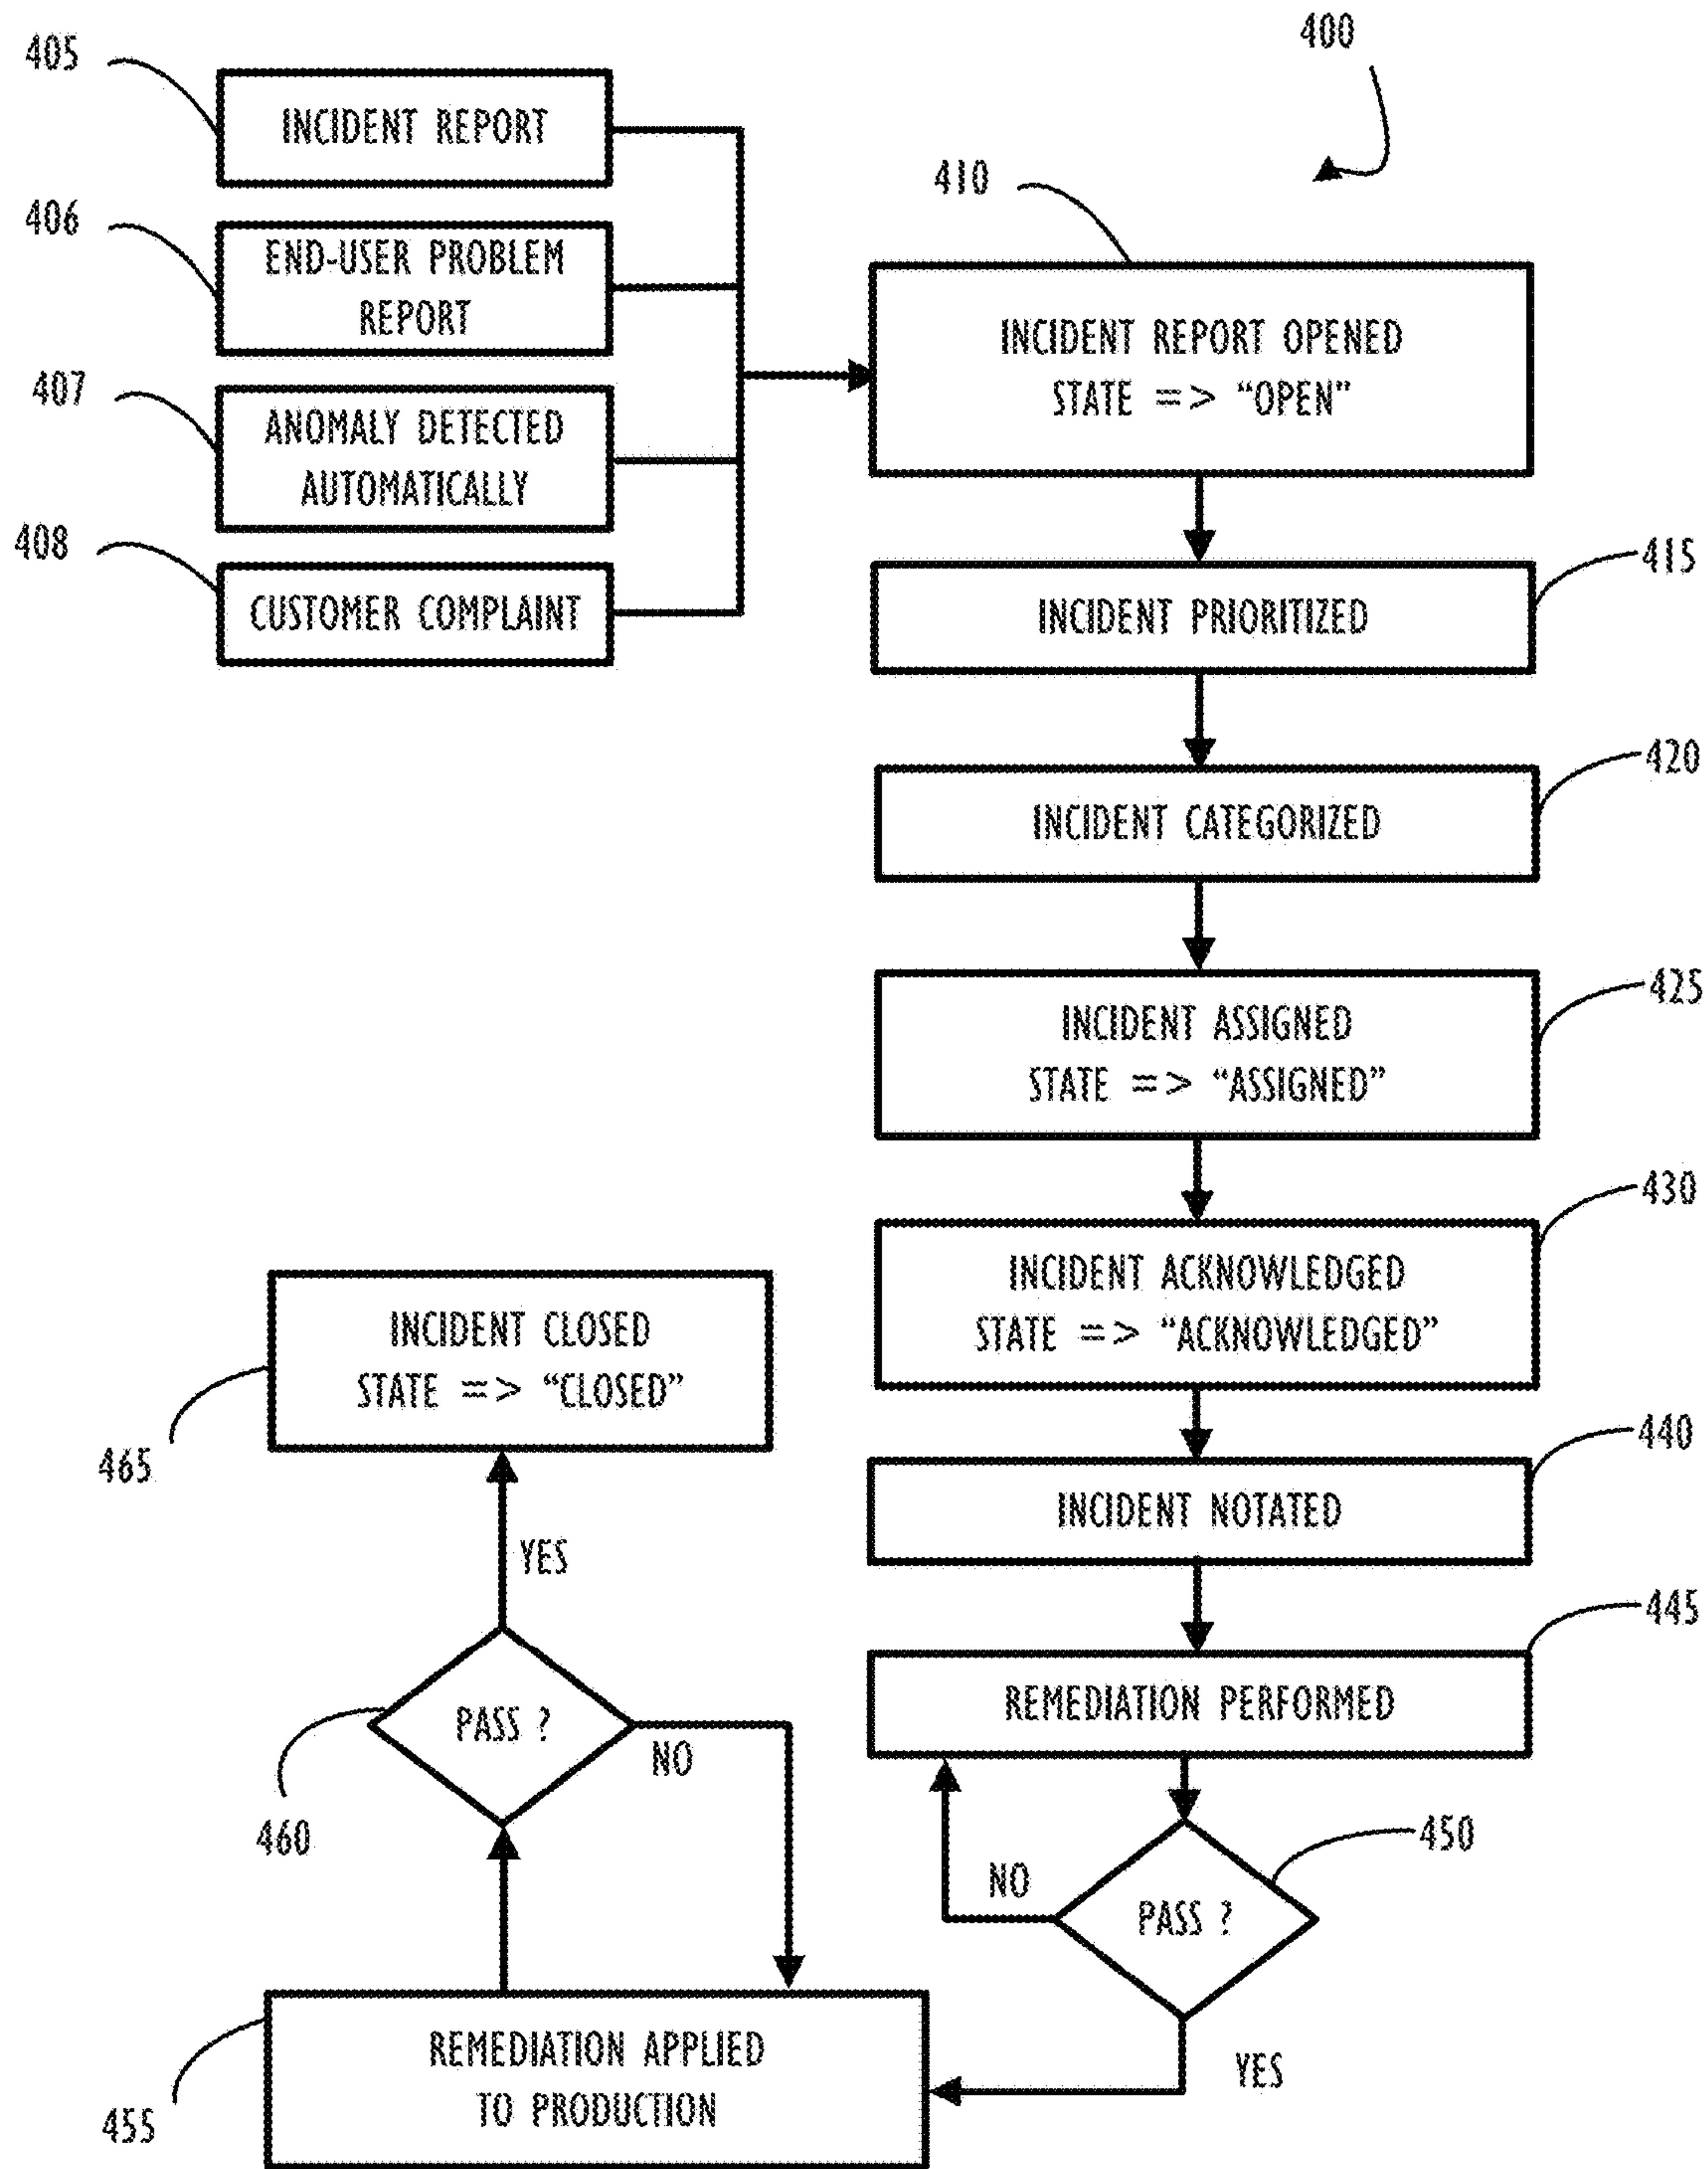 400
405
INCIDENT REPORT
406
END-USER PROBLEM
REPORT
407
ANOMALY DETECTED
AUTOMATICALLY
408
CUSTOMER COMPLAINT
410
INCIDENT REPORT OPENED
STATE => “OPEN”
415
INCIDENT PRIORITIZED
420
INCIDENT CATEGORIZED
425
INCIDENT ASSIGNED
STATE => “ASSIGNED”
430
INCIDENT ACKNOWLEDGED
STATE => “ACKNOWLEDGED”
440
INCIDENT NOTATED
445
REMEDIATION PERFORMED
450
PASS ?
NO
YES
455
REMEDIATION APPLIED
TO PRODUCTION
460
PASS ?
NO
YES
465
INCIDENT CLOSED
STATE => “CLOSED”